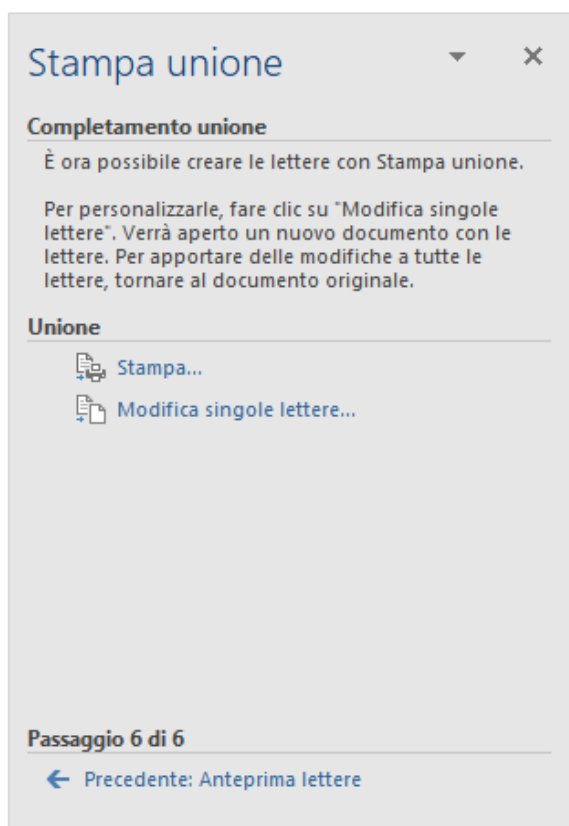 Stampa unione
Completamento unione
È ora possibile creare le lettere con Stampa unione.
Per personalizzarle, fare clic su "Modifica singole
lettere". Verrà aperto un nuovo documento con le
lettere. Per apportare delle modifiche a tutte le
lettere, tornare al documento originale.
Unione
Stampa...
Modifica singole lettere...
Passaggio 6 di 6
Precedente: Anteprima lettere